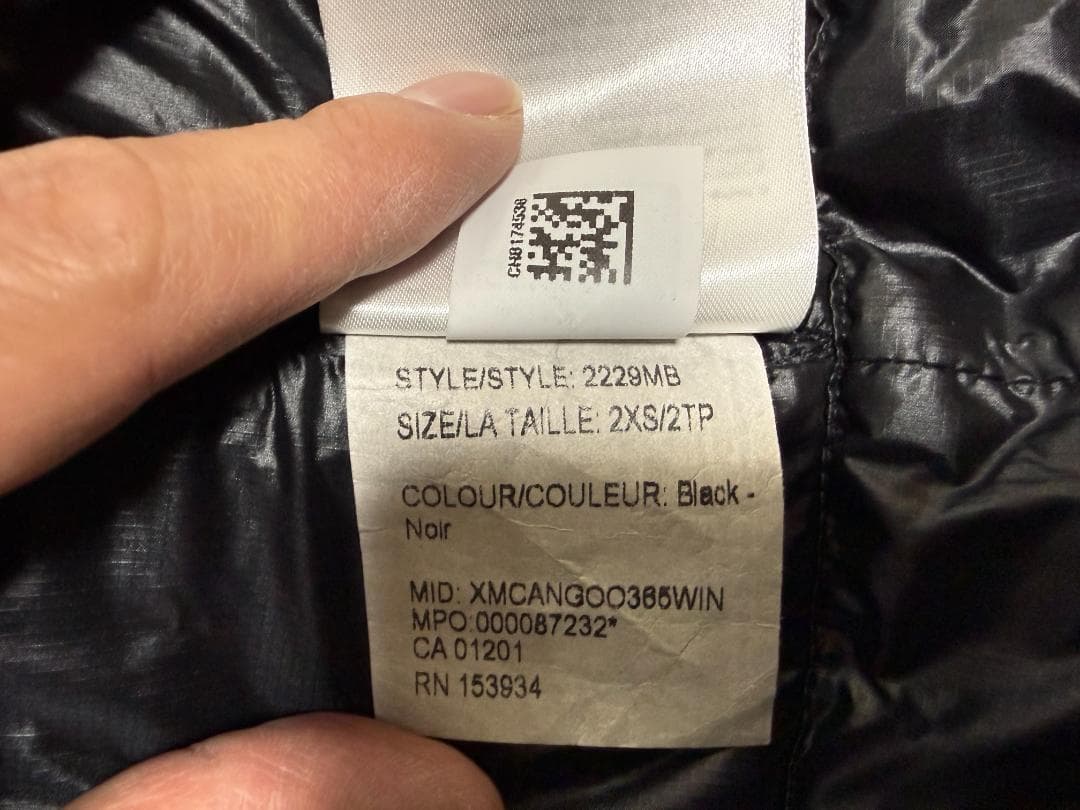 CN8174536
STYLE/STYLE: 2229MB
SIZE/LA TAILLE: 2XS/2TP
COLOUR/COULEUR: Black -
Noir
MID: XMCANGOO365WIN
MPO:000087232*
CA 01201
RN 153934